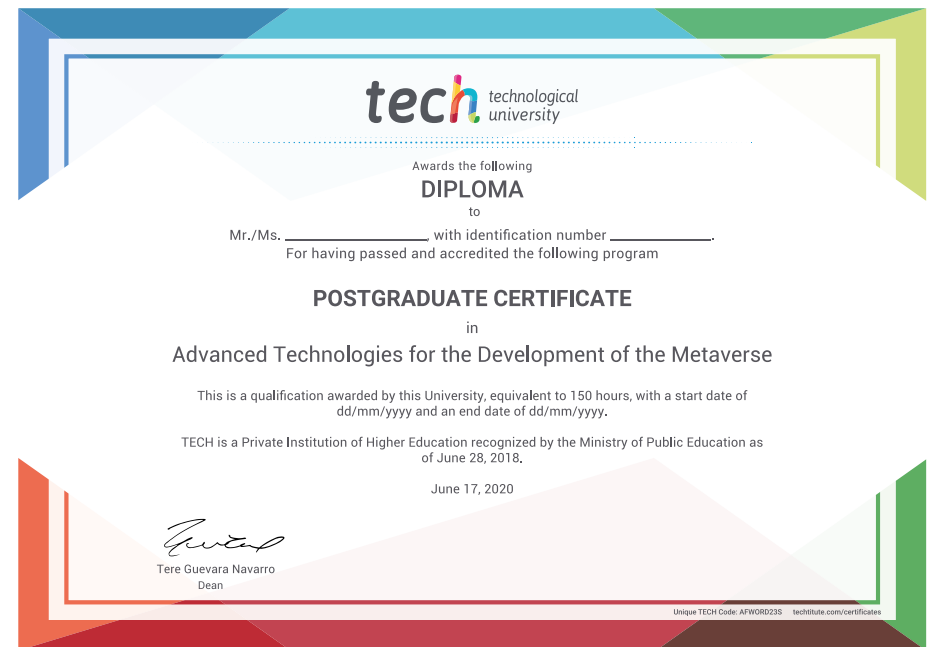 tech technological
university
Awards the following
DIPLOMA
to
Mr./Ms. ____________________, with identification number ______________.
For having passed and accredited the following program
POSTGRADUATE CERTIFICATE
in
Advanced Technologies for the Development of the Metaverse
This is a qualification awarded by this University, equivalent to 150 hours, with a start date of
dd/mm/yyyy and an end date of dd/mm/yyyy.
TECH is a Private Institution of Higher Education recognized by the Ministry of Public Education as
of June 28, 2018.
June 17, 2020
Tere Guevara Navarro
Dean
Unique TECH Code: AFWORD23S techtitute.com/certificates